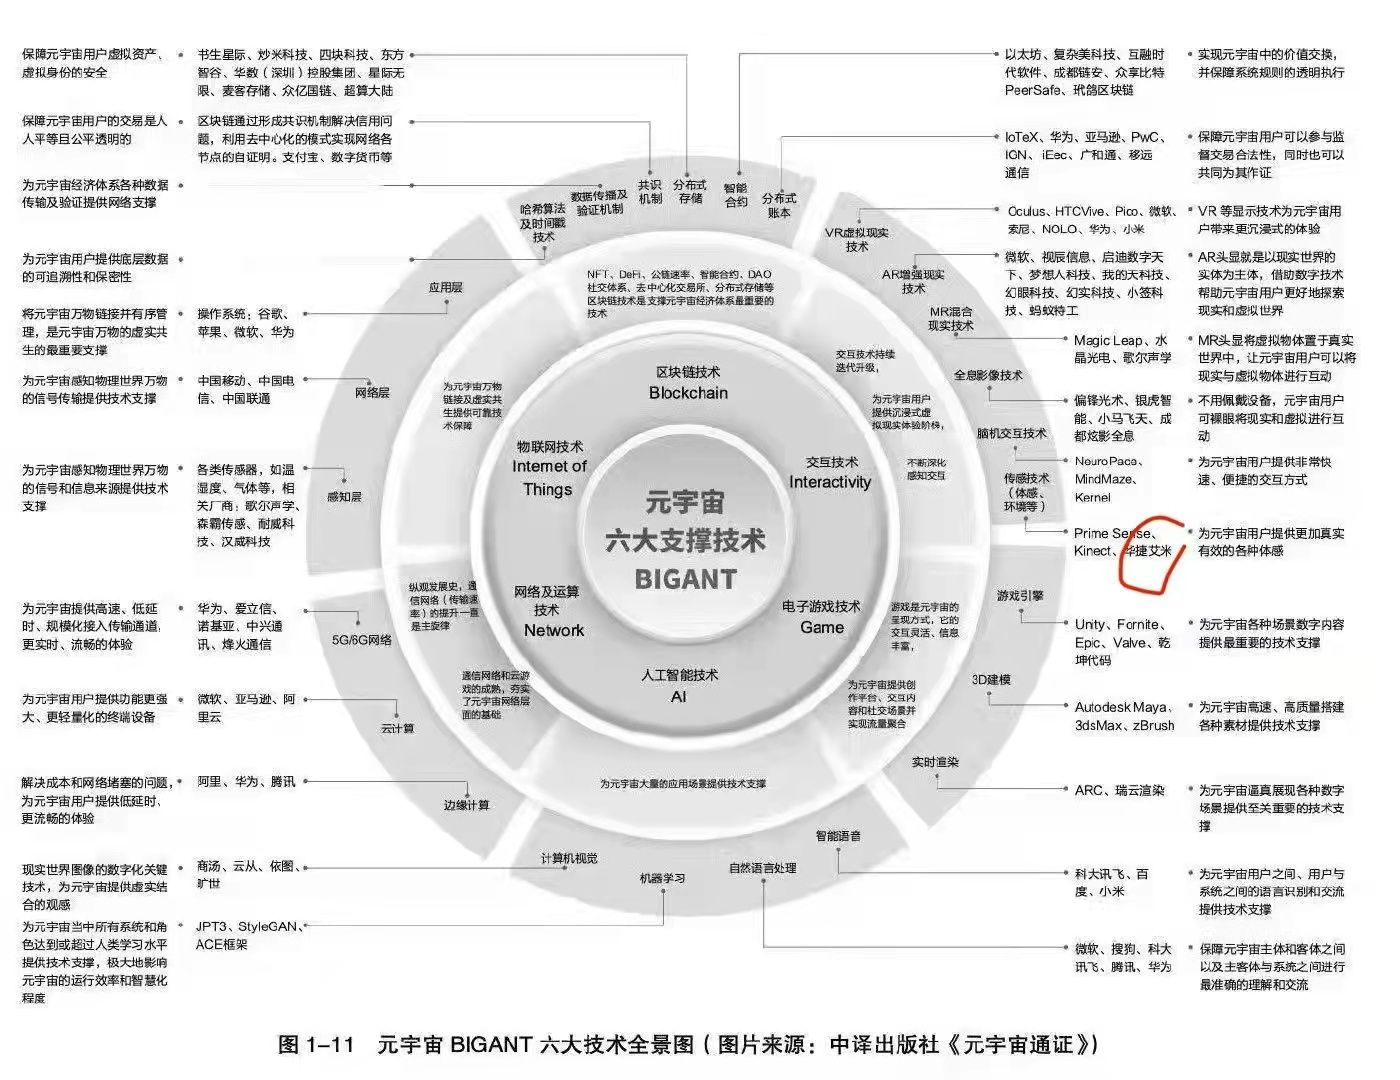 保障元宇宙用户虚拟资产、
虚拟身份的安全
书生星际、炒米科技、四块科技、东方
智谷、华数（深圳）控股集团、星际无
限、麦客存储、众亿国链、超算大陆
保障元宇宙用户的交易是人
人平等且公平透明的
区块链通过形成共识机制解决信用问
题，利用去中心化的模式实现网络各
节点的自证明。支付宝、数字货币等
为元宇宙经济体系各种数据
传输及验证提供网络支撑
为元宇宙用户提供底层数据
的可追溯性和保密性
将元宇宙万物链接并有序管
理，是元宇宙万物的虚实共
生的最重要支撑
操作系统：谷歌、
苹果、微软、华为
为元宇宙感知物理世界万物
的信号传输提供技术支撑
中国移动、中国电
信、中国联通
为元宇宙感知物理世界万物
的信号和信息来源提供技术
支撑
各类传感器，如温
湿度、气体等，相
关厂商：歌尔声学、
森霸传感、耐威科
技、汉威科技
为元宇宙提供高速、低延
时、规模化接入传输通道，
更实时、流畅的体验
华为、爱立信、
诺基亚、中兴通
讯、烽火通信
为元宇宙用户提供功能更强
大、更轻量化的终端设备
微软、亚马逊、阿
里云
解决成本和网络堵塞的问题，
为元宇宙用户提供低延时、
更流畅的体验
阿里、华为、腾讯
现实世界图像的数字化关键
技术，为元宇宙提供虚实结
合的观感
商汤、云从、依图、
旷世
为元宇宙当中所有系统和角
色达到或超过人类学习水平
提供技术支撑，极大地影响
元宇宙的运行效率和智慧化
程度
JPT3、StyleGAN、
ACE框架
哈希算法
及时间戳
技术
数据传播及
验证机制
共识
机制
分布式
存储
智能
合约
分布式
账本
VR虚拟现实
技术
AR增强现实
技术
MR混合
现实技术
全息影像技术
脑机交互技术
传感技术
（体感、
环境等）
游戏引擎
3D建模
实时渲染
智能语音
自然语言处理
机器学习
计算机视觉
边缘计算
云计算
5G/6G网络
感知层
网络层
应用层
NFT、DeFi、公链速率、智能合约、DAO
社交体系、去中心化交易所、分布式存储等
区块链技术是支撑元宇宙经济体系最重要的
技术
交互技术持续
迭代升级，
为元宇宙用户
提供沉浸式虚
拟现实体验阶梯，
不断深化
感知交互
游戏是元宇宙的
呈现方式，它的
交互灵活、信息
丰富，
为元宇宙提供创
作平台、交互内
容和社交场景并
实现流量聚合
为元宇宙大量的应用场景提供技术支撑
通信网络和云游
戏的成熟，夯实
了元宇宙网络层
面的基础
纵观发展史，通
信网络（传输速
率）的提升一直
是主旋律
为元宇宙万物
链接及虚实共
生提供可靠技
术保障
区块链技术
Blockchain
物联网技术
Internet of
Things
交互技术
Interactivity
网络及运算
技术
Network
电子游戏技术
Game
人工智能技术
AI
元宇宙
六大支撑技术
BIGANT
以太坊、复杂美科技、互融时
代软件、成都链安、众享比特
PeerSafe、玳鸽区块链
实现元宇宙中的价值交换，
并保障系统规则的透明执行
IoTeX、华为、亚马逊、PwC、
IGN、iEec、广和通、移远
通信
保障元宇宙用户可以参与监
督交易合法性，同时也可以
共同为其作证
Oculus、HTCVive、Pico、微软、
索尼、NOLO、华为、小米
VR 等显示技术为元宇宙用
户带来更沉浸式的体验
微软、视辰信息、启迪数字天
下、梦想人科技、我的天科技、
幻眼科技、幻实科技、小签科
技、蚂蚁特工
AR头显就是以现实世界的
实体为主体，借助数字技术
帮助元宇宙用户更好地探索
现实和虚拟世界
Magic Leap、水
晶光电、歌尔声学
MR头显将虚拟物体置于真实
世界中，让元宇宙用户可以将
现实与虚拟物体进行互动
偏锋光术、银虎智
能、小马飞天、成
都炫影全息
不用佩戴设备，元宇宙用户
可裸眼将现实和虚拟进行互
动
NeuroPace、
MindMaze、
Kernel
为元宇宙用户提供非常快
速、便捷的交互方式
Prime Sense、
Kinect、华捷艾米
为元宇宙用户提供更加真实
有效的各种体感
Unity、Fornite、
Epic、Valve、乾
坤代码
为元宇宙各种场景数字内容
提供最重要的技术支撑
Autodesk Maya、
3dsMax、zBrush
为元宇宙高速、高质量搭建
各种素材提供技术支撑
ARC、瑞云渲染
为元宇宙逼真展现各种数字
场景提供至关重要的技术支
撑
科大讯飞、百
度、小米
为元宇宙用户之间、用户与
系统之间的语言识别和交流
提供技术支撑
微软、搜狗、科大
讯飞、腾讯、华为
保障元宇宙主体和客体之间
以及主客体与系统之间进行
最准确的理解和交流
图 1-11 元宇宙 BIGANT 六大技术全景图（图片来源：中译出版社《元宇宙通证》）